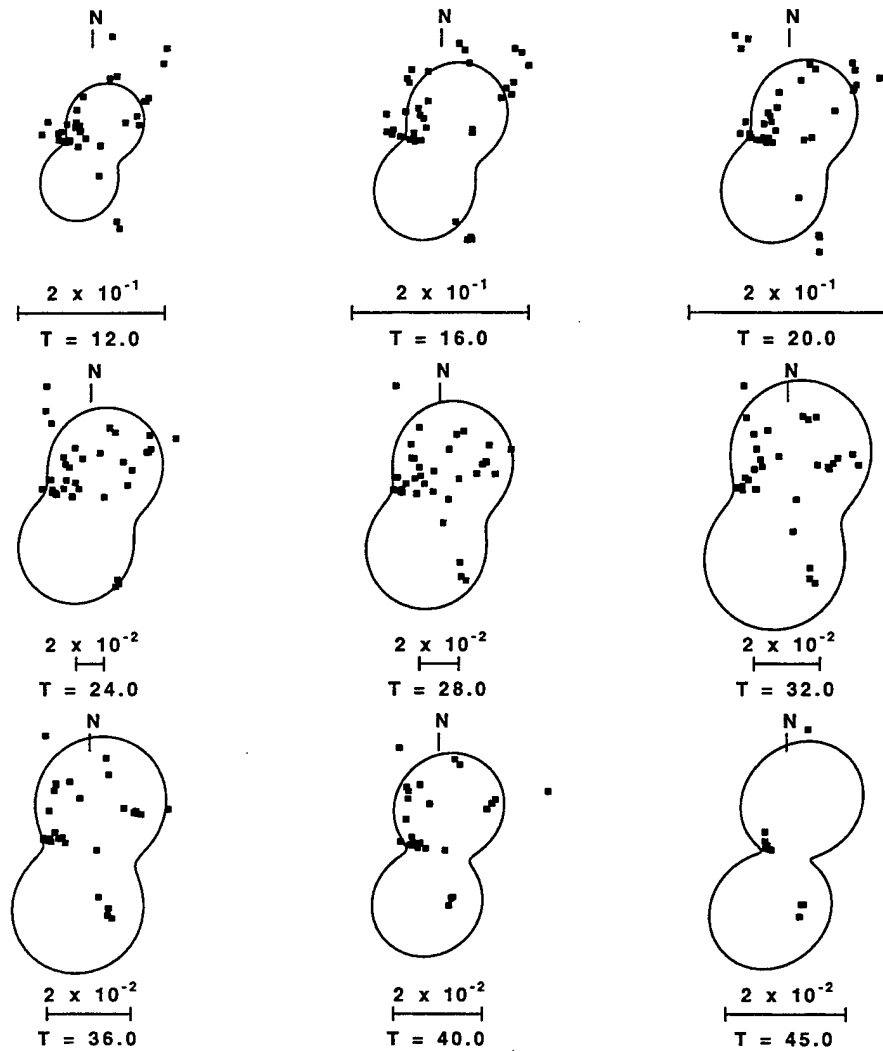 N N N
2 x 10⁻¹ 2 x 10⁻¹ 2 x 10⁻¹
T = 12.0 T = 16.0 T = 20.0
N N N
2 x 10⁻² 2 x 10⁻² 2 x 10⁻²
T = 24.0 T = 28.0 T = 32.0
N N N
2 x 10⁻² 2 x 10⁻² 2 x 10⁻²
T = 36.0 T = 40.0 T = 45.0